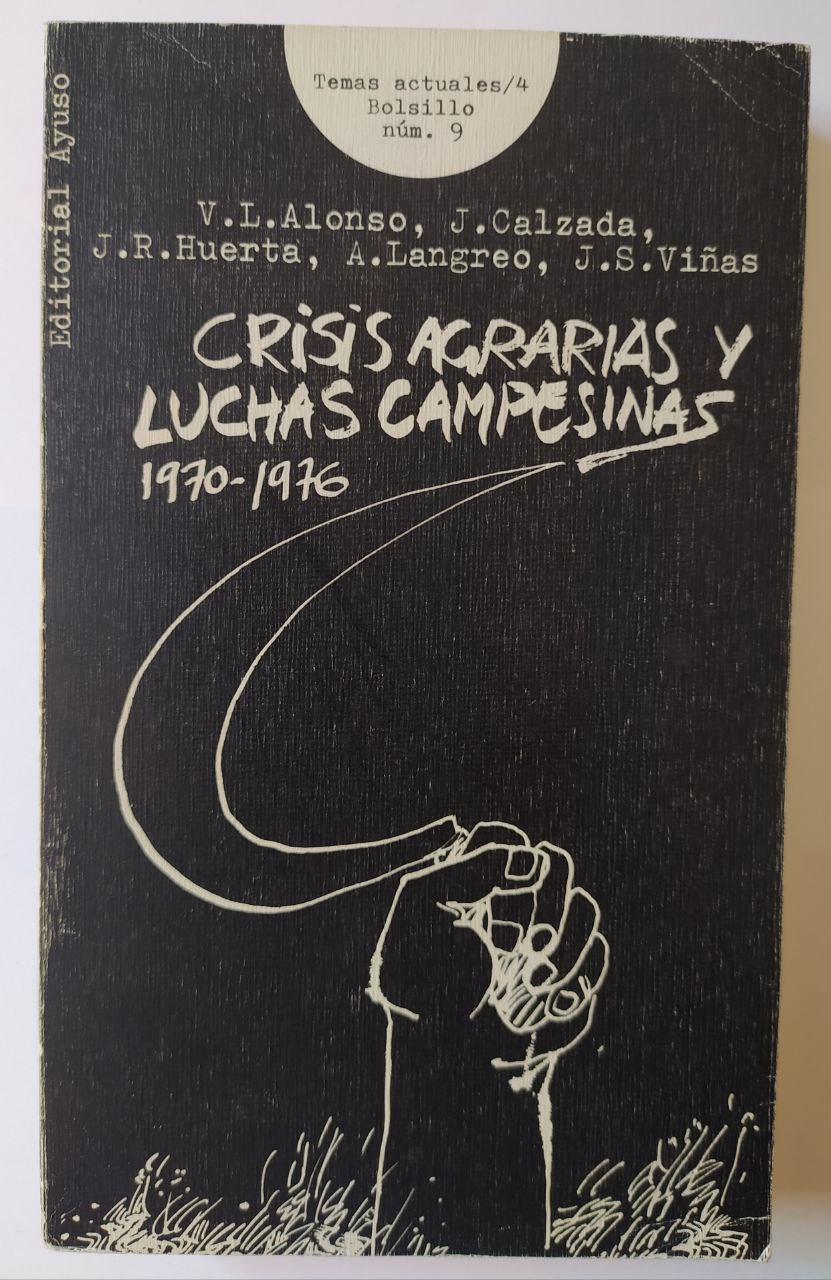 Temas actuales/4
Bolsillo
núm. 9
Editorial Ayuso
V.L.Alonso, J.Calzada,
J.R.Huerta, A.Langreo, J.S.Viñas
CRISIS AGRARIAS Y
LUCHAS CAMPESINAS
1970-1976